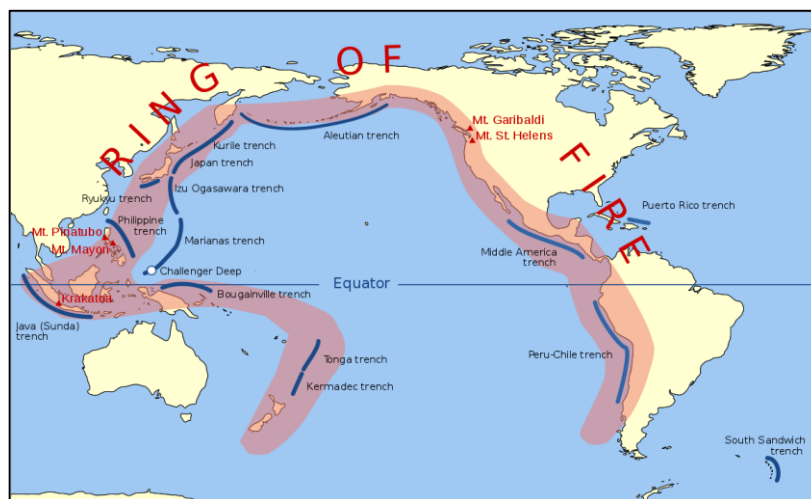 RING OF FIRE
Mt. Garibaldi
Mt. St. Helens
Aleutian trench
Kurile trench
Japan trench
Izu Ogasawara trench
Ryukyu trench
Puerto Rico trench
Philippine
trench
Mt. Pinatubo
Mt. Mayon
Marianas trench
Middle America
trench
Challenger Deep
Equator
Krakatoa
Bougainville trench
Java (Sunda)
trench
Tonga trench
Peru-Chile trench
Kermadec trench
South Sandwich
trench